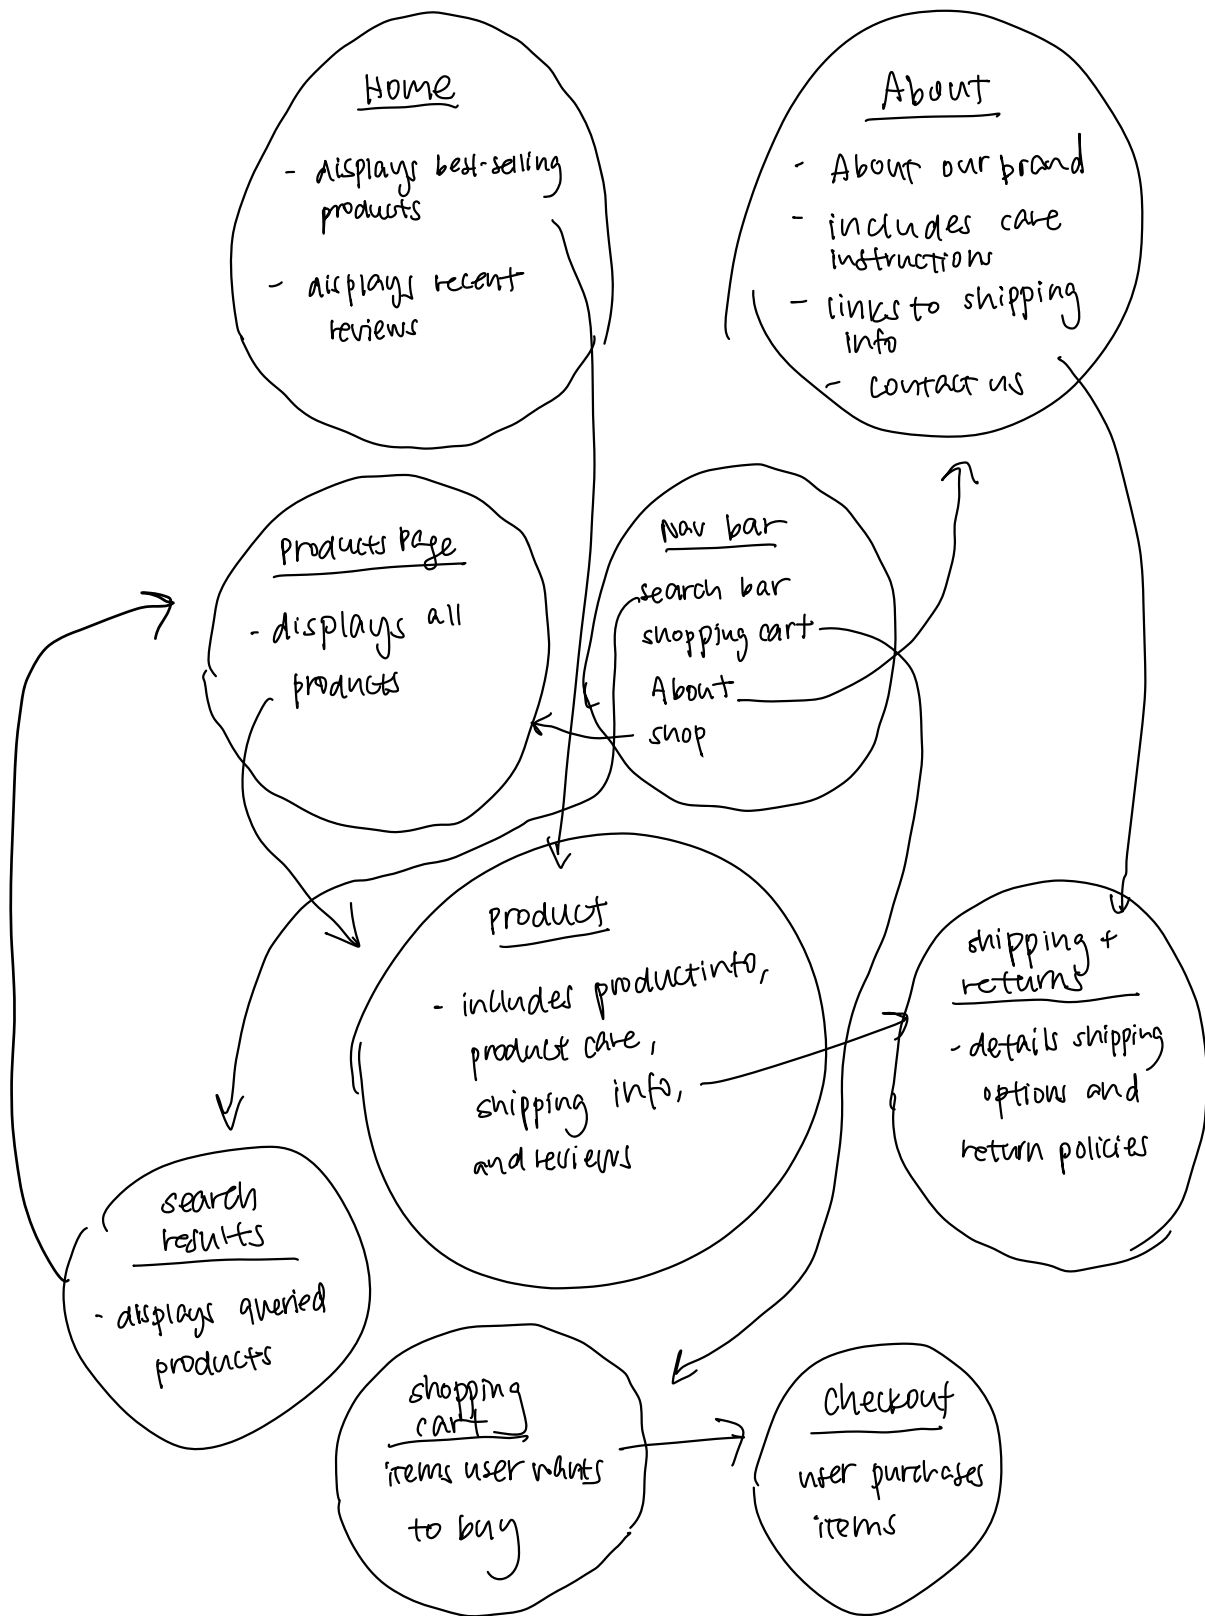 Home
- displays best-selling
products
- displays recent
reviews
About
- About our brand
- includes care
instructions
- links to shipping
info
- contact us
Products Page
- displays all
products
Nav bar
search bar
shopping cart
About
shop
product
- includes product info,
product care,
shipping info,
and reviews
shipping +
returns
- details shipping
options and
return policies
search
results
- displays queried
products
shopping
cart
items user wants
to buy
Checkout
user purchases
items